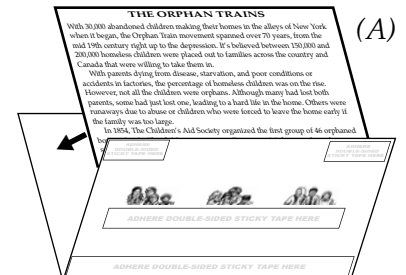 THE ORPHAN TRAINS
(A)
With 30,000 abandoned children making their homes in the alleys of New York
when it began, the Orphan Train movement spanned over 70 years, from the
mid 19th century right up to the depression. It's believed between 150,000 and
200,000 homeless children were placed out to families across the country and
Canada that were willing to take them in.
With parents dying from disease, starvation, and poor conditions or
accidents in factories, the percentage of homeless children was on the rise.
However, not all the children were orphans. Although many had lost both
parents, some had just lost one, leading to a hard life in the home. Others were
runaways due to abuse or children who were forced to leave the home early if
the family was too large.
In 1854, The Children's Aid Society organized the first group of 46 orphaned
ADHERE
DOUBLE-SIDED
STICKY TAPE HERE
ADHERE
DOUBLE-SIDED
STICKY TAPE HERE
ADHERE DOUBLE-SIDED STICKY TAPE HERE
ADHERE DOUBLE-SIDED STICKY TAPE HERE